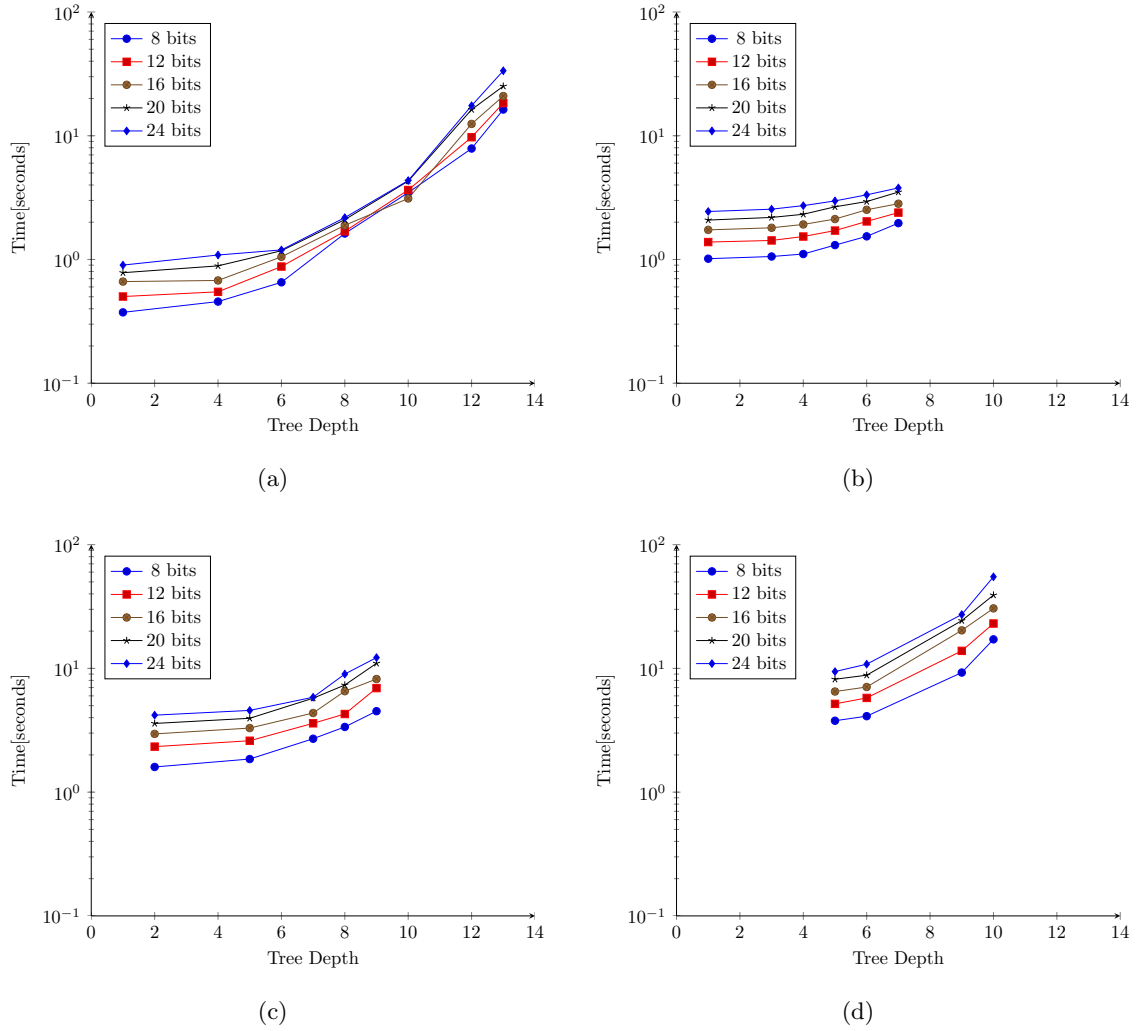 10^2
10^1
10^0
10^−1
Time[seconds]
8 bits
12 bits
16 bits
20 bits
24 bits
0 2 4 6 8 10 12 14
Tree Depth
(a)
10^2
10^1
10^0
10^−1
Time[seconds]
8 bits
12 bits
16 bits
20 bits
24 bits
0 2 4 6 8 10 12 14
Tree Depth
(b)
10^2
10^1
10^0
10^−1
Time[seconds]
8 bits
12 bits
16 bits
20 bits
24 bits
0 2 4 6 8 10 12 14
Tree Depth
(c)
10^2
10^1
10^0
10^−1
Time[seconds]
8 bits
12 bits
16 bits
20 bits
24 bits
0 2 4 6 8 10 12 14
Tree Depth
(d)